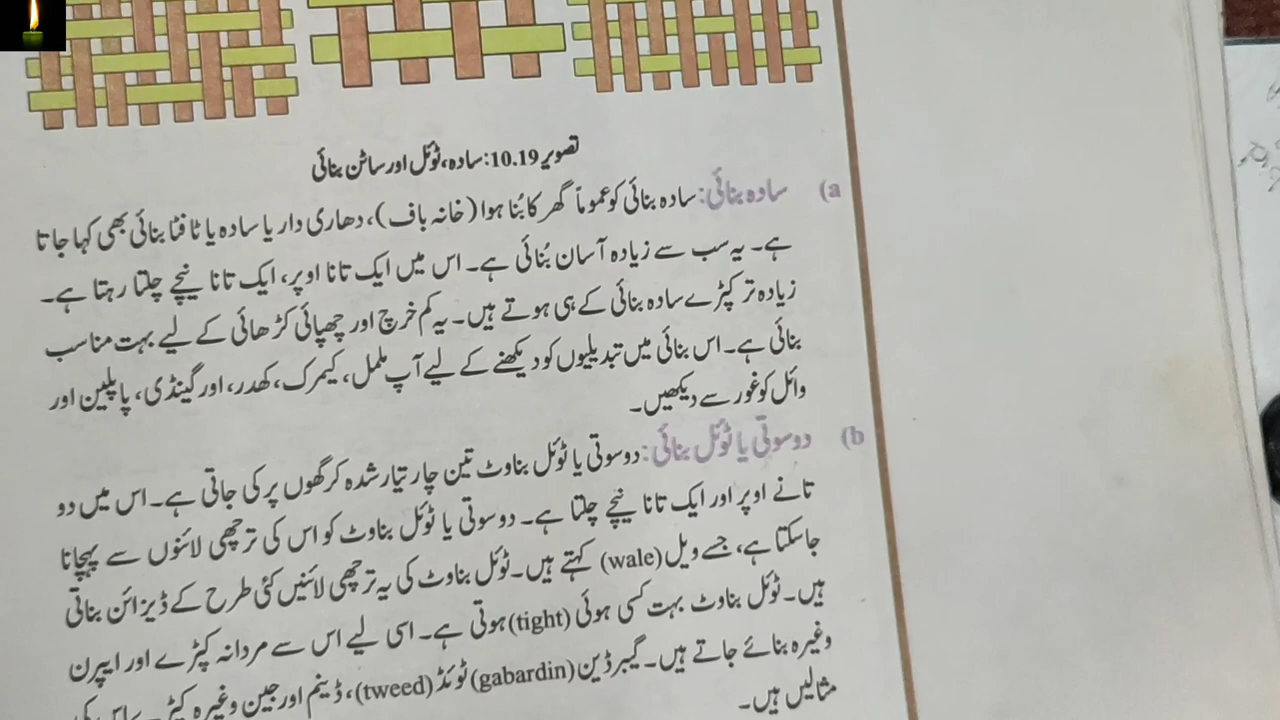 تصویر 10.19: سادہ، ٹوئل اور ساٹن بنائی
a) سادہ بنائی: سادہ بنائی کو عموماً گھر کا بُنا ہوا (خانہ باف)، دھاری دار یا سادہ یا ٹافٹا بنائی بھی کہا جاتا
ہے۔ یہ سب سے زیادہ آسان بُنائی ہے۔ اس میں ایک تانا اوپر، ایک تانا نیچے چلتا رہتا ہے۔
زیادہ تر کپڑے سادہ بنائی کے ہی ہوتے ہیں۔ یہ کم خرچ اور چھپائی کڑھائی کے لیے بہت مناسب
بنائی ہے۔ اس بنائی میں تبدیلیوں کو دیکھنے کے لیے آپ ململ، کیمرک، کھدر، اور گینڈی، پاپلین اور
وائل کو غور سے دیکھیں۔
b) دوسوتی یا ٹوئل بنائی: دوسوتی یا ٹوئل بناوٹ تین چار تیار شدہ کرگھوں پر کی جاتی ہے۔ اس میں دو
تانے اوپر اور ایک تانا نیچے چلتا ہے۔ دوسوتی یا ٹوئل بناوٹ کو اس کی ترچھی لائنوں سے پہچانا
جاسکتا ہے، جسے ویل (wale) کہتے ہیں۔ ٹوئل بناوٹ کی یہ ترچھی لائنیں کئی طرح کے ڈیزائن بناتی
ہیں۔ ٹوئل بناوٹ بہت کسی ہوئی (tight) ہوتی ہے۔ اسی لیے اس سے مردانہ کپڑے اور ایپرن
وغیرہ بنائے جاتے ہیں۔ گیبرڈین (gabardin) ٹوئڈ (tweed)، ڈینم اور جین وغیرہ کپڑے اس کی
مثالیں ہیں۔